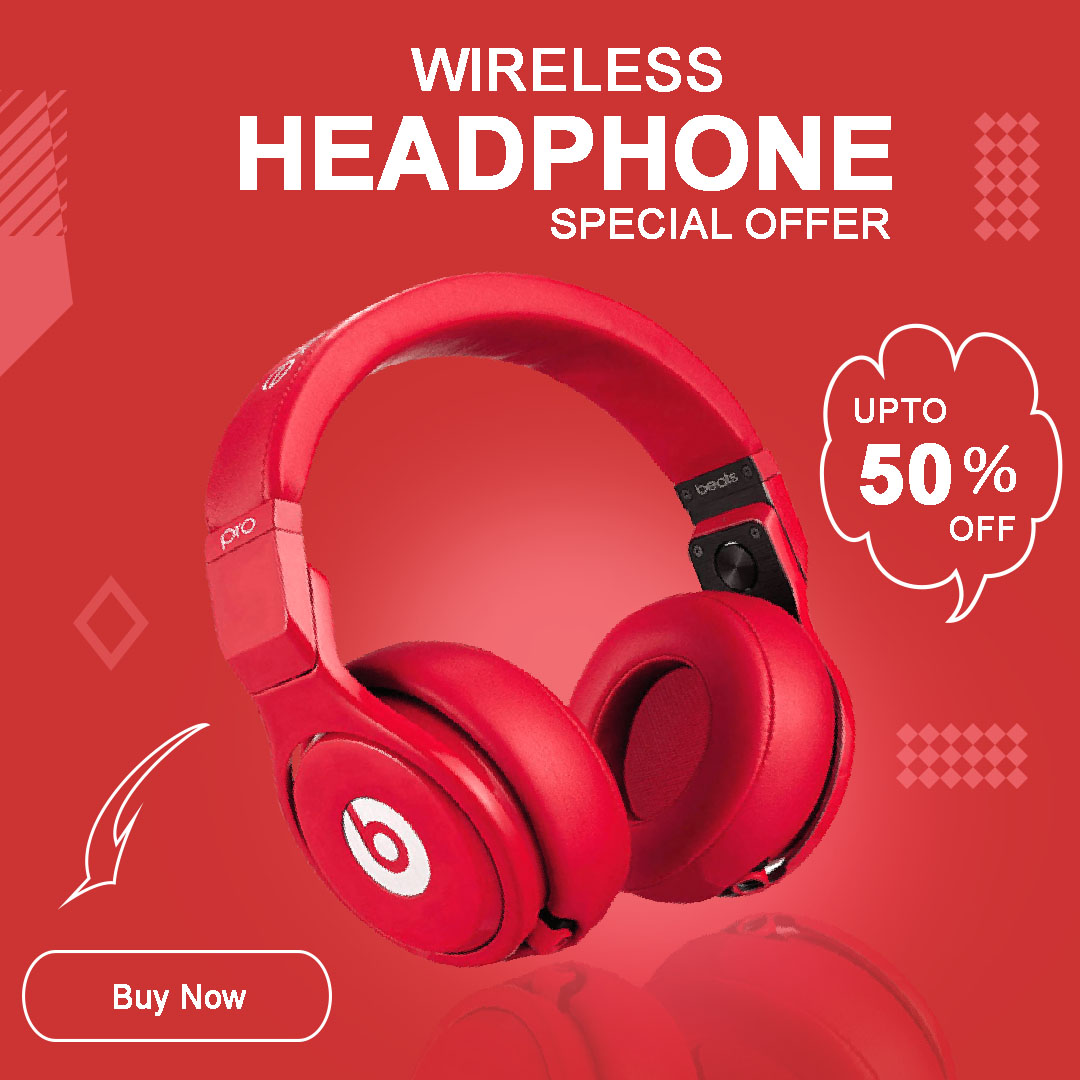 WIRELESS
HEADPHONE
SPECIAL OFFER
UPTO
50%
OFF
beats
pro
b
Buy Now